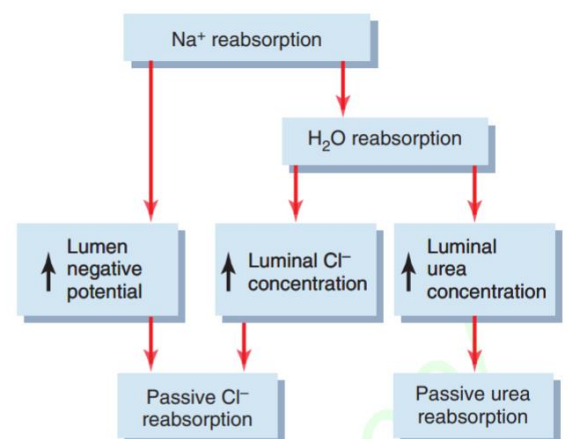 Na⁺ reabsorption
H₂O reabsorption
Lumen
negative
potential
Luminal Cl⁻
concentration
Luminal
urea
concentration
Passive Cl⁻
reabsorption
Passive urea
reabsorption